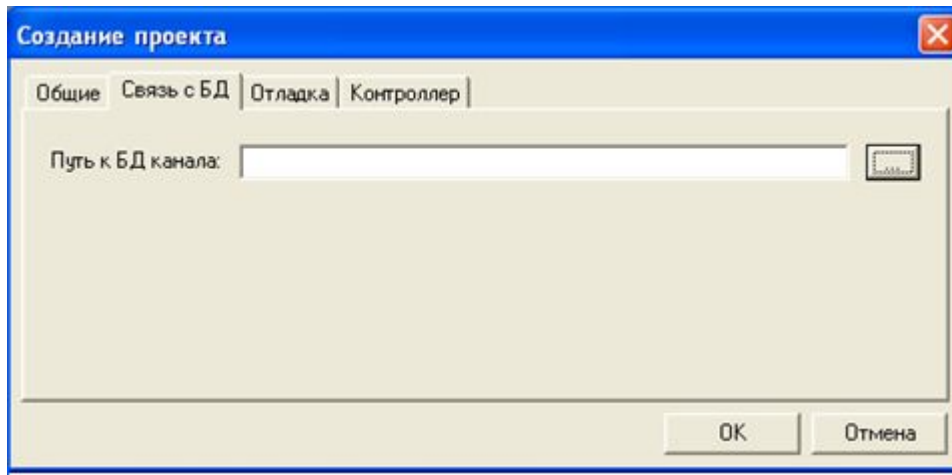 Создание проекта
Общие Связь с БД Отладка Контроллер
Путь к БД канала: ...
OK Отмена